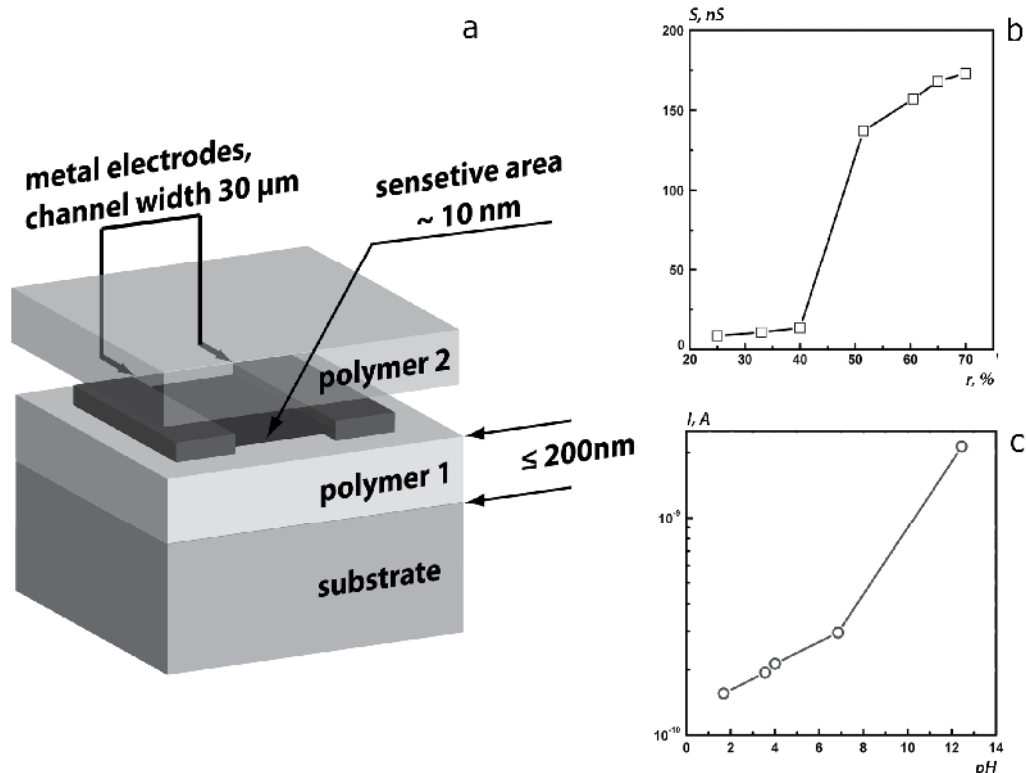 a
metal electrodes,
channel width 30 µm
sensetive area
~ 10 nm
polymer 2
polymer 1
≤ 200nm
substrate
b
S, nS
200
150
100
50
0
20 30 40 50 60 70
r, %
c
I, A
10⁻⁹
10⁻¹⁰
0 2 4 6 8 10 12 14
pH